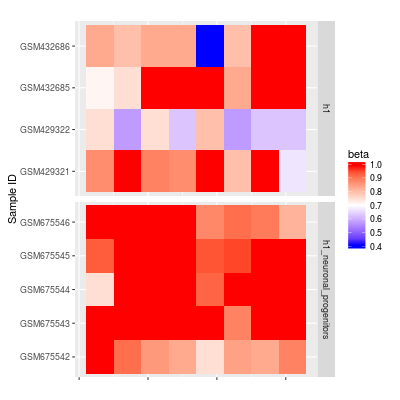 Sample ID
GSM432686
GSM432685
GSM429322
GSM429321
h1
GSM675546
GSM675545
GSM675544
GSM675543
GSM675542
h1_neuronal_progenitors
beta
1.0
0.9
0.8
0.7
0.6
0.5
0.4